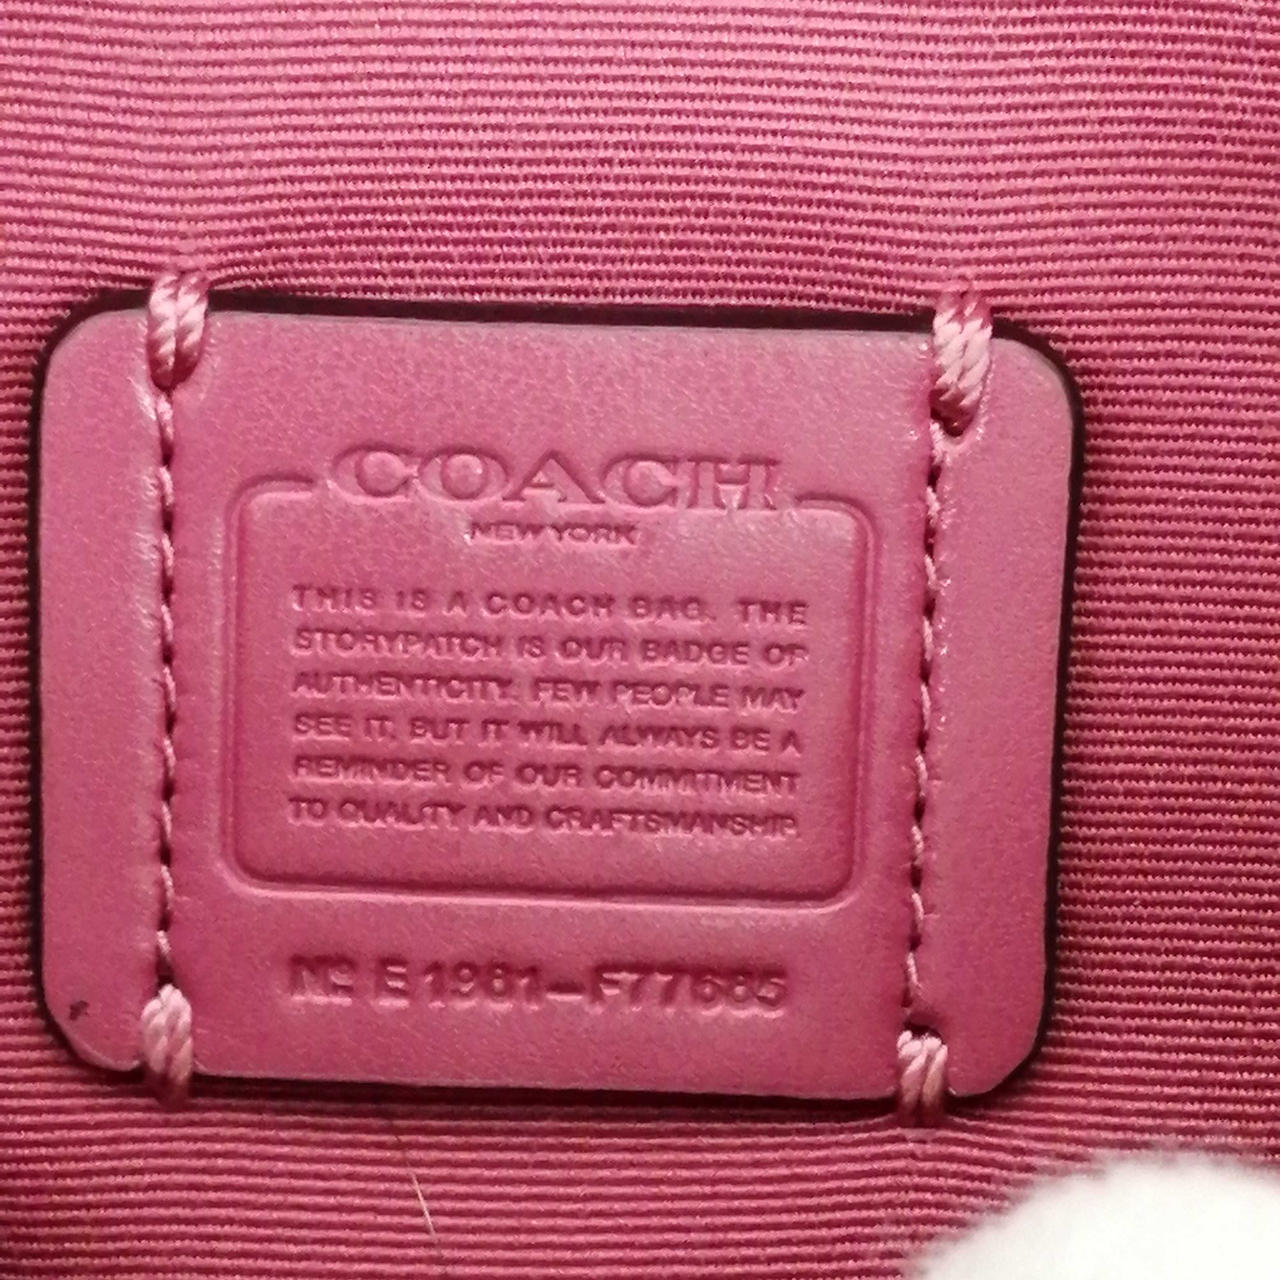 COACH
NEW YORK
THIS IS A COACH BAG. THE
STORYPATCH IS OUR BADGE OF
AUTHENTICITY. FEW PEOPLE MAY
SEE IT, BUT IT WILL ALWAYS BE A
REMINDER OF OUR COMMITMENT
TO QUALITY AND CRAFTSMANSHIP.
Nº E1981-F77685